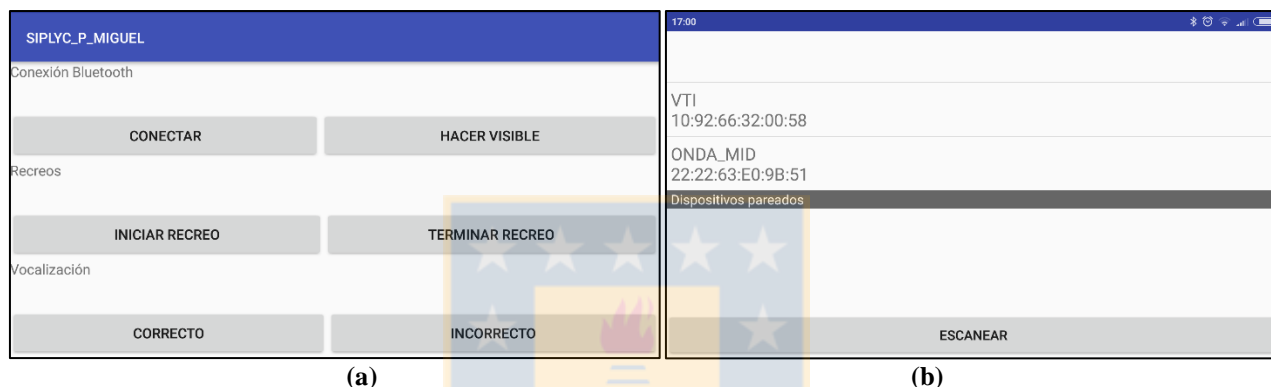 SIPLYC_P_MIGUEL
Conexión Bluetooth
CONECTAR
HACER VISIBLE
Recreos
INICIAR RECREO
TERMINAR RECREO
Vocalización
CORRECTO
INCORRECTO
(a)
17:00
VTI
10:92:66:32:00:58
ONDA_MID
22:22:63:E0:9B:51
Dispositivos pareados
ESCANEAR
(b)